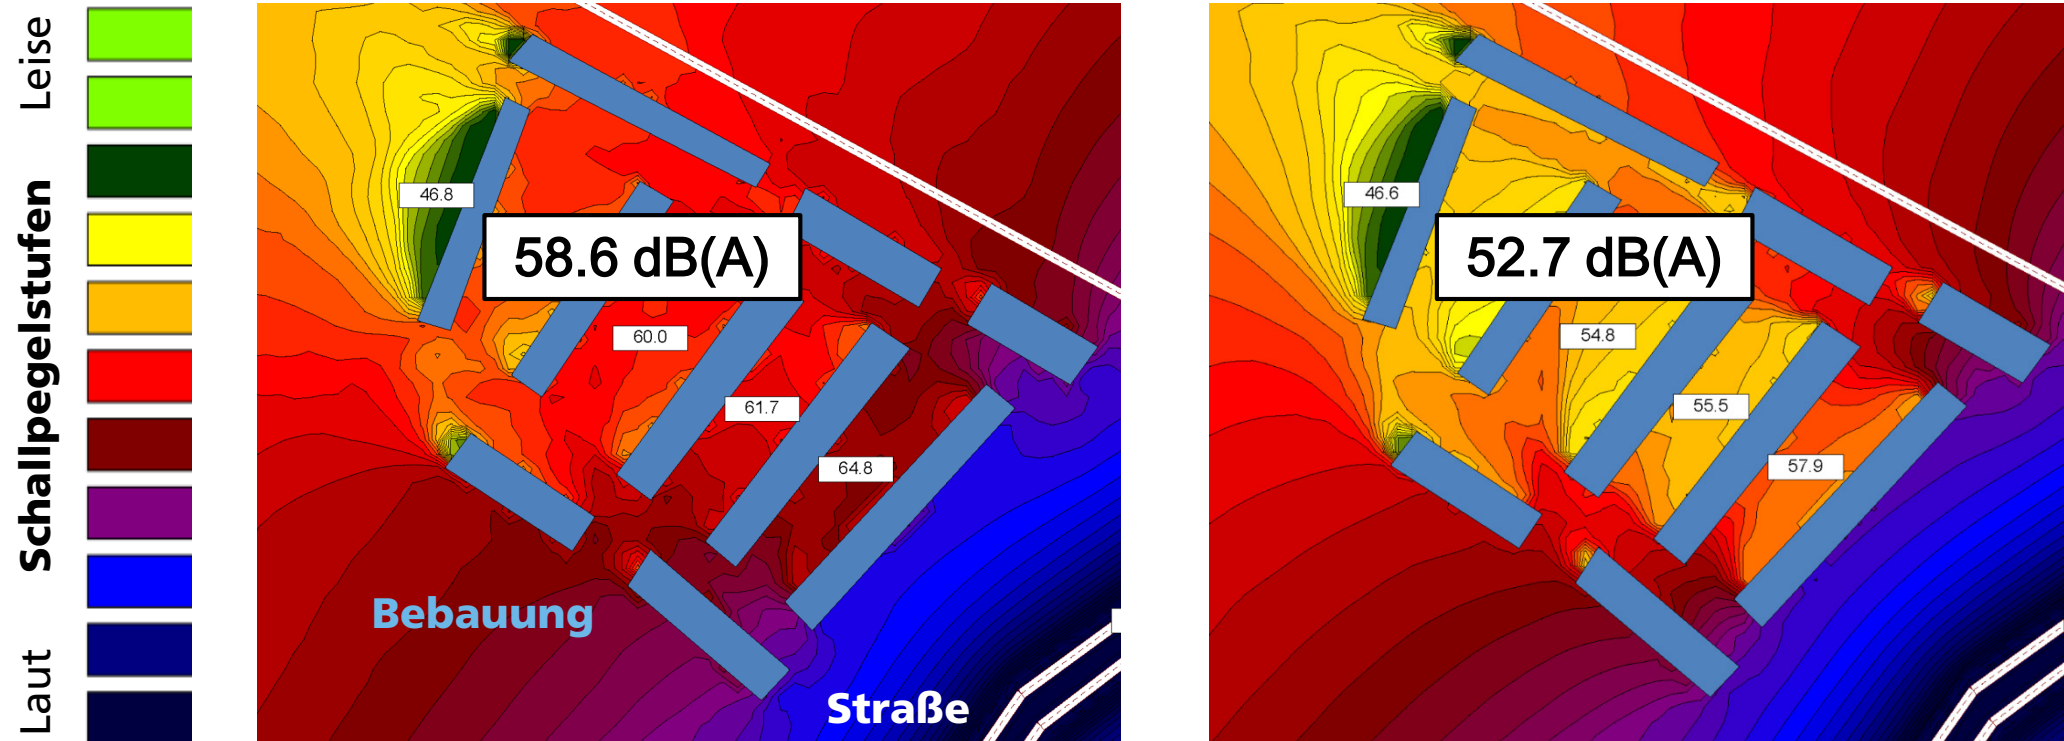 Leise
Schallpegelstufen
Laut
46.8
58.6 dB(A)
60.0
61.7
64.8
Bebauung
Straße
46.6
52.7 dB(A)
54.8
55.5
57.9